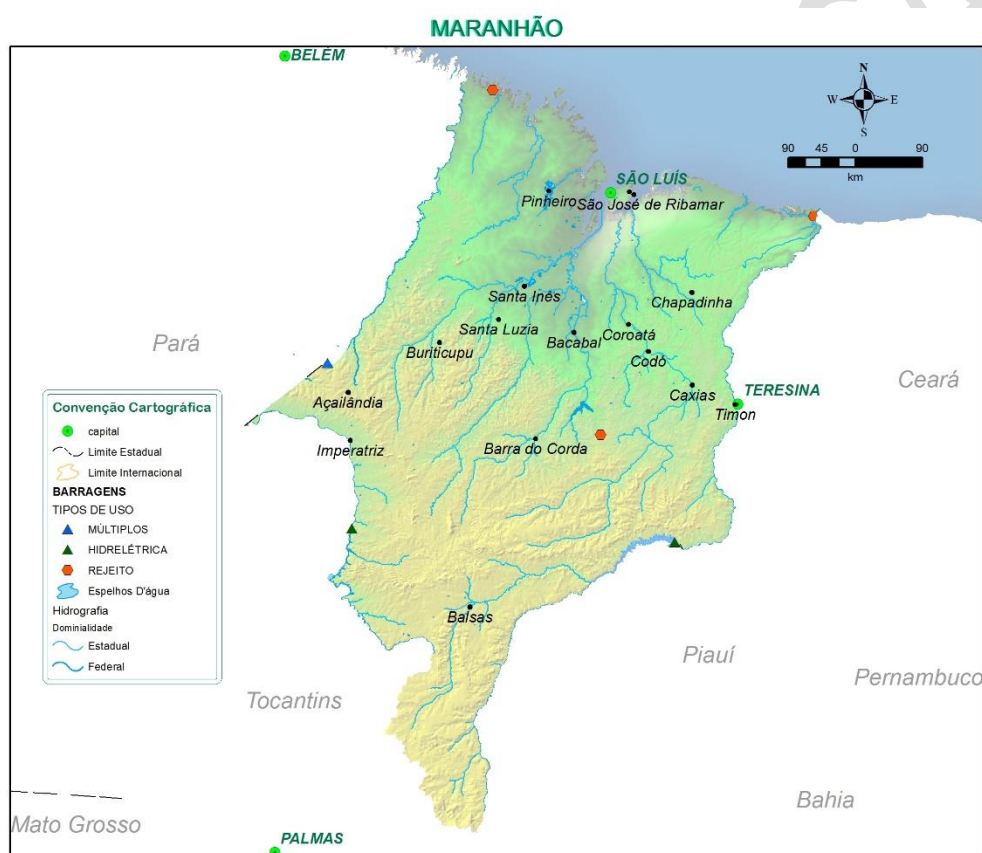 MARANHÃO
BELÉM
N
W E
S
90 45 0 90
km
SÃO LUÍS
Pinheiro
São José de Ribamar
Santa Inés
Chapadinha
Santa Luzia
Bacabal
Coroatá
Buriticupu
Codó
Pará
Ceará
Açailândia
Caxias
TERESINA
Timon
Imperatriz
Barra do Corda
Convenção Cartográfica
capital
Limite Estadual
Limite Internacional
BARRAGENS
TIPOS DE USO
MÚLTIPLOS
HIDRELÉTRICA
REJEITO
Espelhos D'água
Hidrografia
Dominialidade
Estadual
Federal
Balsas
Piauí
Pernambuco
Tocantins
Bahia
Mato Grosso
PALMAS